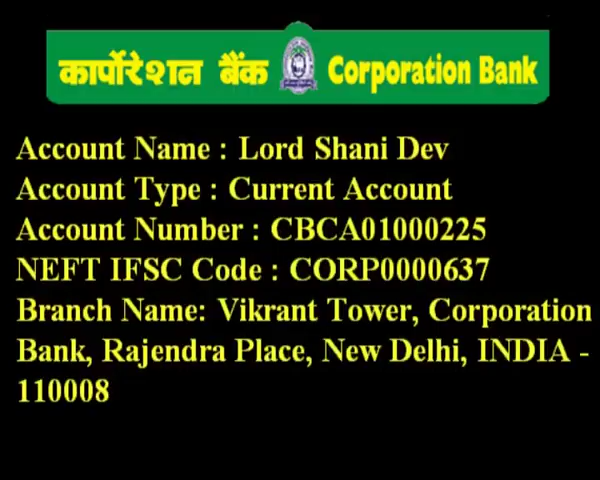 कार्पोरेशन बैंक Corporation Bank
Account Name : Lord Shani Dev
Account Type : Current Account
Account Number : CBCA01000225
NEFT IFSC Code : CORP0000637
Branch Name: Vikrant Tower, Corporation
Bank, Rajendra Place, New Delhi, INDIA -
110008